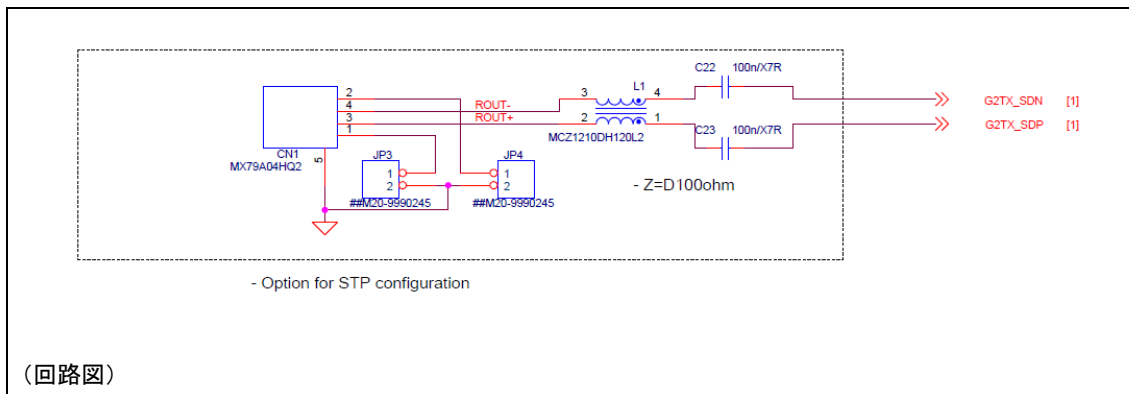 C22 100n/X7R
L1
2
4
3
1
ROUT-
ROUT+
3 4
2 1
G2TX_SDN [1]
G2TX_SDP [1]
C23 100n/X7R
MCZ1210DH120L2
CN1
MX79A04HQ2
5
JP3
1
2
##M20-9990245
JP4
1
2
##M20-9990245
- Z=D100ohm
- Option for STP configuration
（回路図）